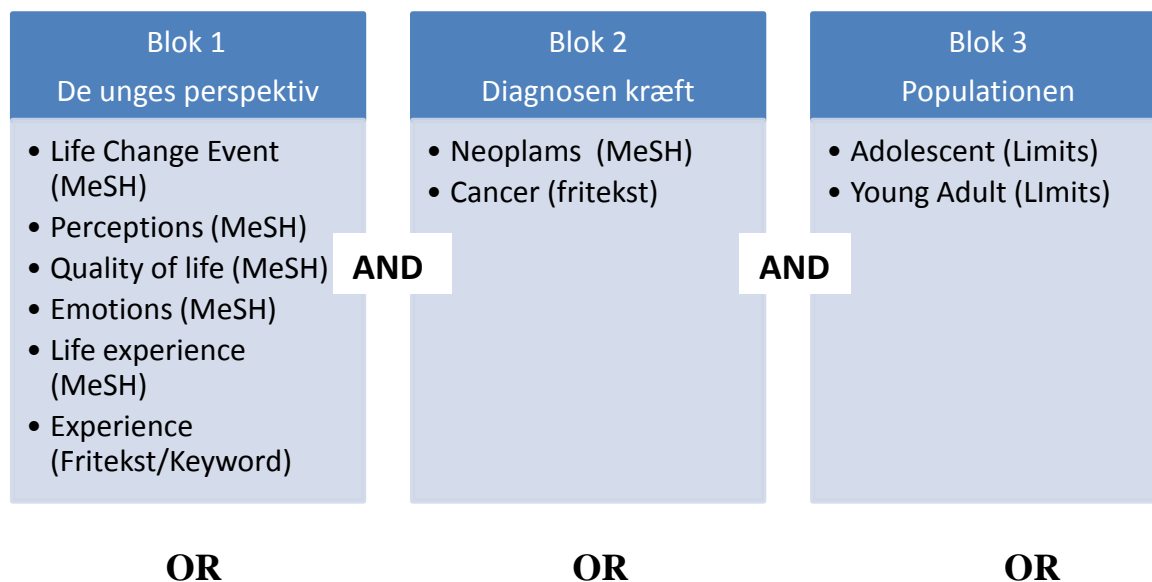 Blok 1
De unges perspektiv
• Life Change Event
(MeSH)
• Perceptions (MeSH)
• Quality of life (MeSH)
• Emotions (MeSH)
• Life experience
(MeSH)
• Experience
(Fritekst/Keyword)
OR
AND
Blok 2
Diagnosen kræft
• Neoplams (MeSH)
• Cancer (fritekst)
OR
AND
Blok 3
Populationen
• Adolescent (Limits)
• Young Adult (LImits)
OR